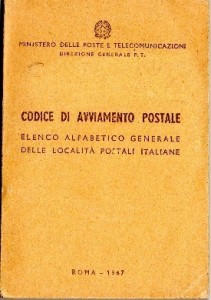 MINISTERO DELLE POSTE E TELECOMUNICAZIONI
DIREZIONE GENERALE P. T.
CODICE DI AVVIAMENTO POSTALE
ELENCO ALFABETICO GENERALE
DELLE LOCALITÀ POSTALI ITALIANE
ROMA - 1967